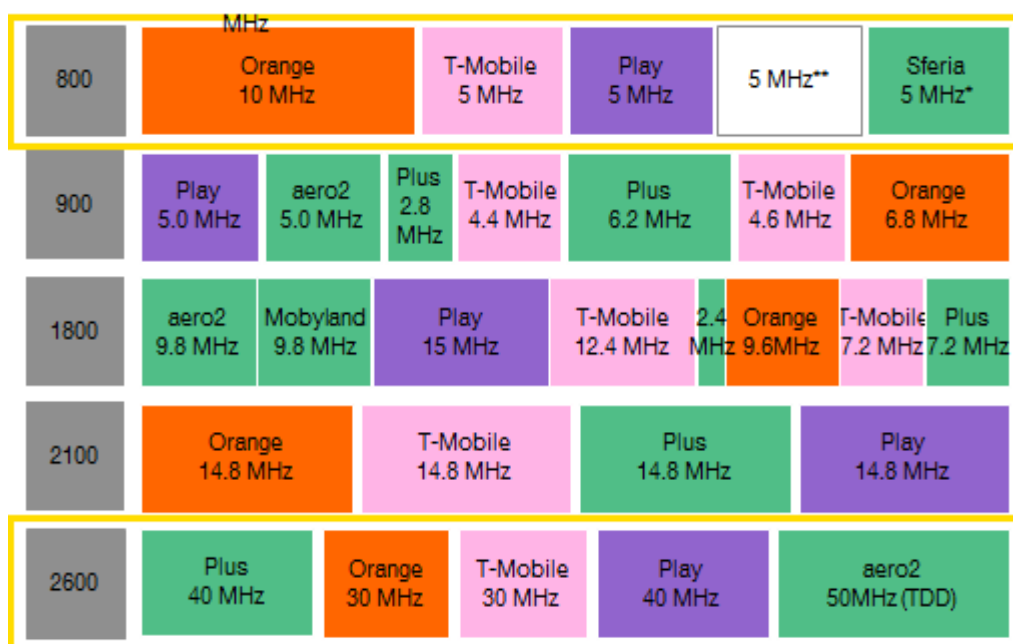 MHz
800
Orange
10 MHz
T-Mobile
5 MHz
Play
5 MHz
5 MHz**
Sferia
5 MHz*
900
Play
5.0 MHz
aero2
5.0 MHz
Plus
2.8
MHz
T-Mobile
4.4 MHz
Plus
6.2 MHz
T-Mobile
4.6 MHz
Orange
6.8 MHz
1800
aero2
9.8 MHz
Mobyland
9.8 MHz
Play
15 MHz
T-Mobile
12.4 MHz
2.4
MHz
Orange
9.6MHz
T-Mobile
7.2 MHz
Plus
7.2 MHz
2100
Orange
14.8 MHz
T-Mobile
14.8 MHz
Plus
14.8 MHz
Play
14.8 MHz
2600
Plus
40 MHz
Orange
30 MHz
T-Mobile
30 MHz
Play
40 MHz
aero2
50MHz (TDD)